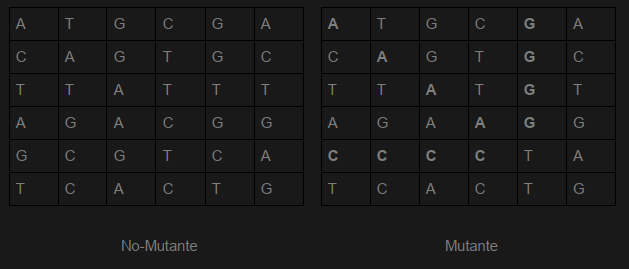 A T G C G A
C A G T G C
T T A T T T
A G A C G G
G C G T C A
T C A C T G
No-Mutante
A T G C G A
C A G T G C
T T A T G T
A G A A G G
C C C C T A
T C A C T G
Mutante